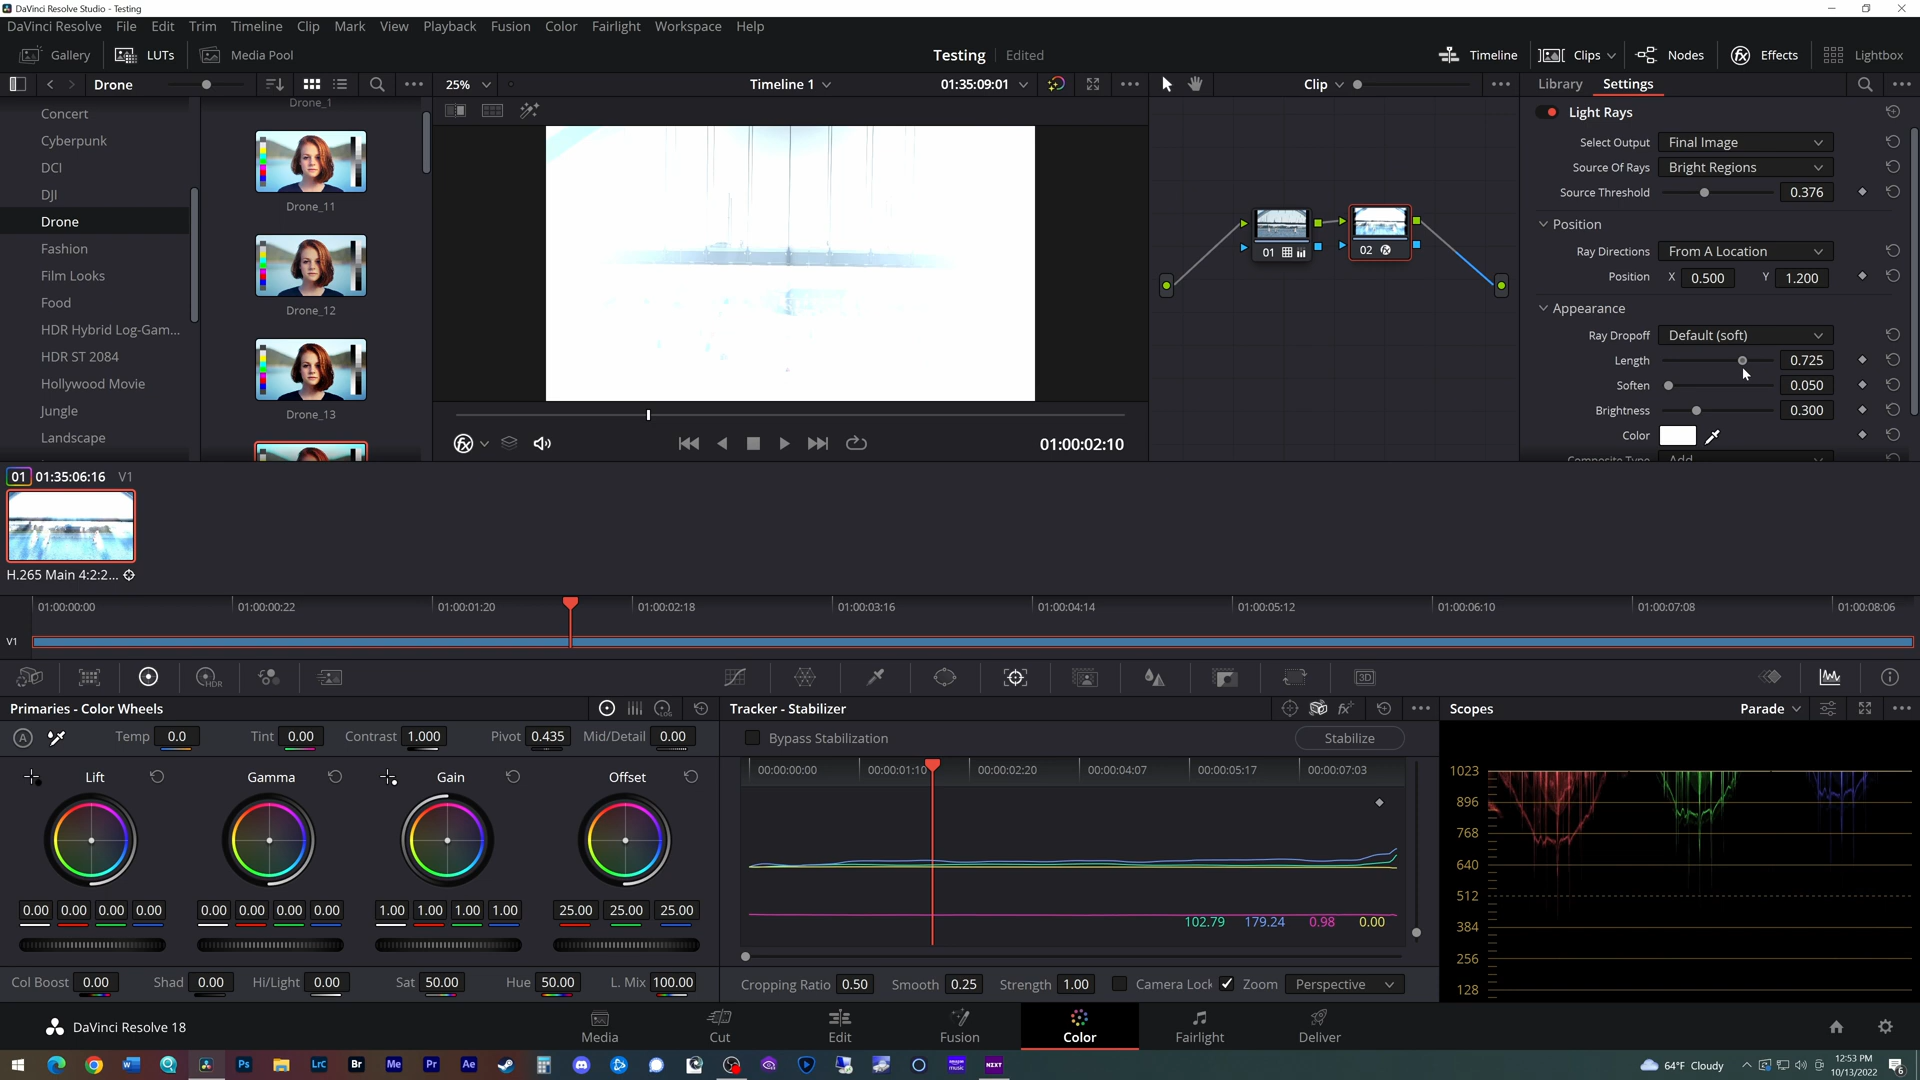 DaVinci Resolve Studio - Testing
DaVinci Resolve File Edit Trim Timeline Clip Mark View Playback Fusion Color Fairlight Workspace Help
Gallery LUTs Media Pool Testing Edited Timeline Clips Nodes Effects Lightbox
Drone 25% Timeline 1 01:35:09:01 Clip Library Settings
Concert
Cyberpunk
DCI
DJI
Drone
Fashion
Film Looks
Food
HDR Hybrid Log-Gam...
HDR ST 2084
Hollywood Movie
Jungle
Landscape
Drone_1
Drone_11
Drone_12
Drone_13
01:00:02:10
01
02
Light Rays
Select Output Final Image
Source Of Rays Bright Regions
Source Threshold 0.376
Position
Ray Directions From A Location
Position X 0.500 Y 1.200
Appearance
Ray Dropoff Default (soft)
Length 0.725
Soften 0.050
Brightness 0.300
Color
Composite Type Add
01 01:35:06:16 V1
H.265 Main 4:2:2...
01:00:00:00 01:00:00:22 01:00:01:20 01:00:02:18 01:00:03:16 01:00:04:14 01:00:05:12 01:00:06:10 01:00:07:08 01:00:08:06
V1
HDR
3D
Primaries - Color Wheels
LOG
A Temp 0.0 Tint 0.00 Contrast 1.000 Pivot 0.435 Mid/Detail 0.00
Lift Gamma Gain Offset
0.00 0.00 0.00 0.00 0.00 0.00 0.00 0.00 1.00 1.00 1.00 1.00 25.00 25.00 25.00
Col Boost 0.00 Shad 0.00 Hi/Light 0.00 Sat 50.00 Hue 50.00 L. Mix 100.00
Tracker - Stabilizer
Bypass Stabilization Stabilize
00:00:00:00 00:00:01:10 00:00:02:20 00:00:04:07 00:00:05:17 00:00:07:03
102.79 179.24 0.98 0.00
Cropping Ratio 0.50 Smooth 0.25 Strength 1.00 Camera Lock Zoom Perspective
Scopes Parade
1023
896
768
640
512
384
256
128
DaVinci Resolve 18 Media Cut Edit Fusion Color Fairlight Deliver
Ps LrC Br Me Pr Ae NZXT
64°F Cloudy
12:53 PM
10/13/2022
6